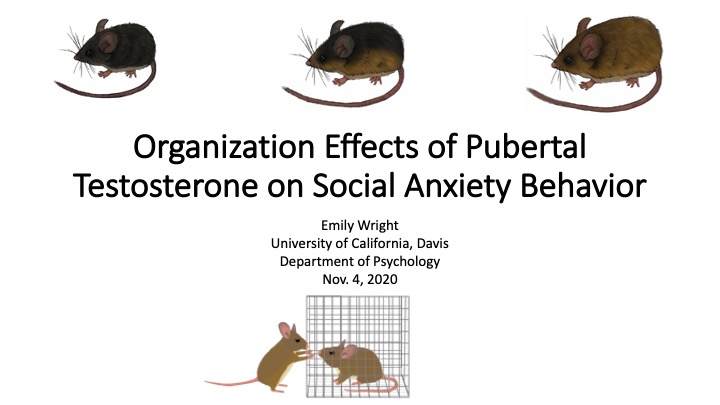 Organization Effects of Pubertal
Testosterone on Social Anxiety Behavior
Emily Wright
University of California, Davis
Department of Psychology
Nov. 4, 2020